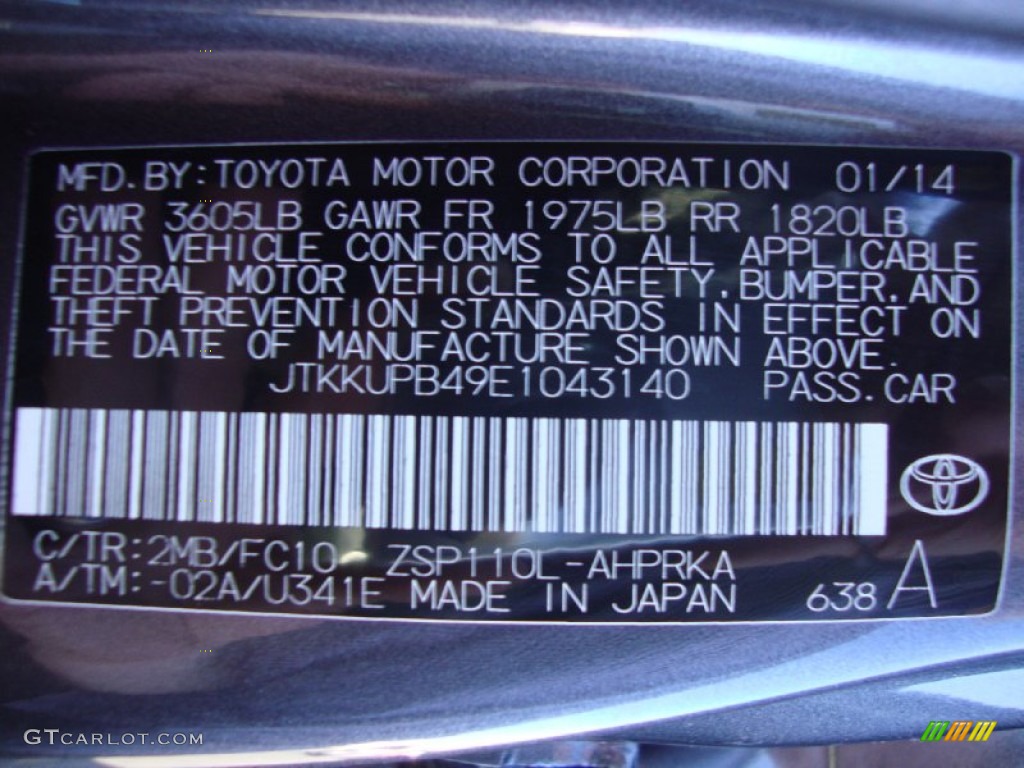 MFD.BY:TOYOTA MOTOR CORPORATION 01/14
GVWR 3605LB GAWR FR 1975LB RR 1820LB
THIS VEHICLE CONFORMS TO ALL APPLICABLE
FEDERAL MOTOR VEHICLE SAFETY,BUMPER,AND
THEFT PREVENTION STANDARDS IN EFFECT ON
THE DATE OF MANUFACTURE SHOWN ABOVE.
JTKKUPB49E1043140 PASS.CAR
C/TR:2MB/FC10 ZSP110L-AHPRKA
A/TM:-02A/U341E MADE IN JAPAN 638 A
GTCARLOT.COM